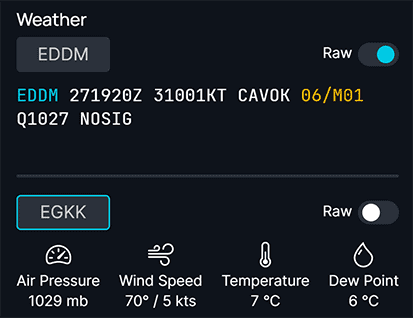 Weather
EDDM
Raw
EDDM 271920Z 31001KT CAVOK 06/M01
Q1027 NOSIG
EGKK
Raw
Air Pressure
1029 mb
Wind Speed
70° / 5 kts
Temperature
7 °C
Dew Point
6 °C